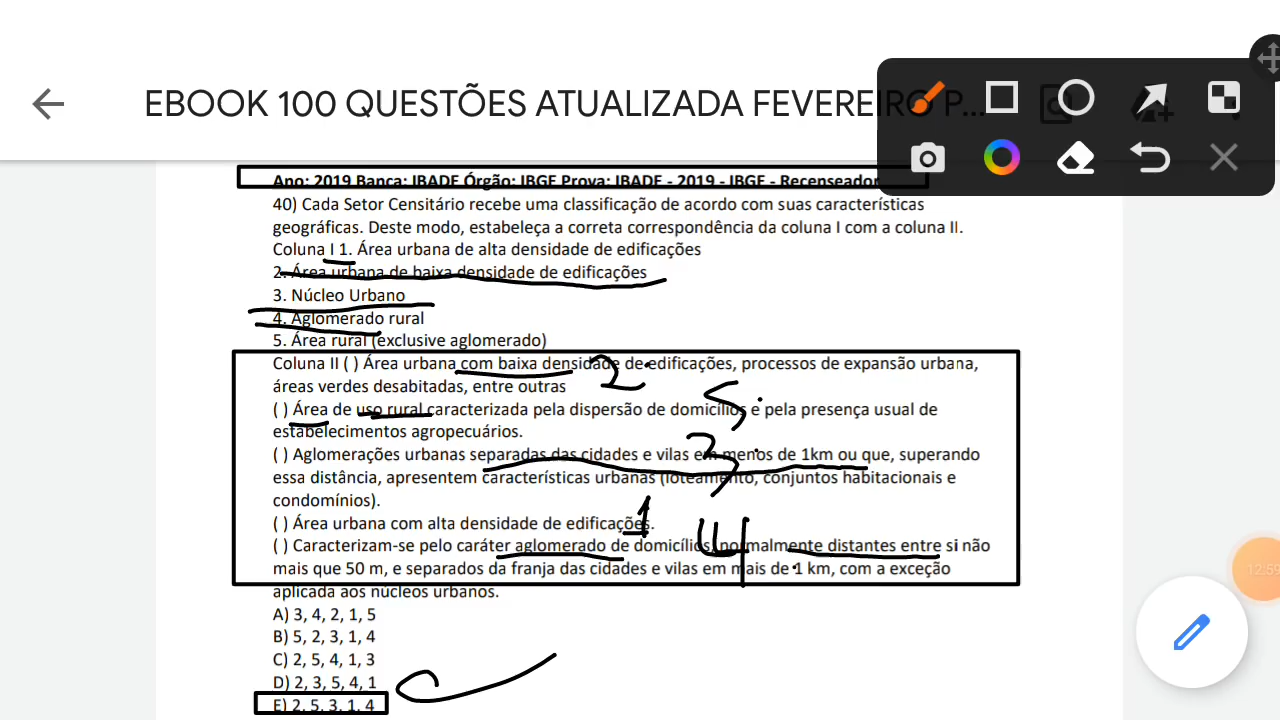 EBOOK 100 QUESTÕES ATUALIZADA FEVEREIRO P...
Ano: 2019 Banca: IBADE Órgão: IBGE Prova: IBADE - 2019 - IBGE - Recenseador
40) Cada Setor Censitário recebe uma classificação de acordo com suas características
geográficas. Deste modo, estabeleça a correta correspondência da coluna I com a coluna II.
Coluna I 1. Área urbana de alta densidade de edificações
2. Área urbana de baixa densidade de edificações
3. Núcleo Urbano
4. Aglomerado rural
5. Área rural (exclusive aglomerado)
Coluna II ( ) Área urbana com baixa densidade de edificações, processos de expansão urbana,
áreas verdes desabitadas, entre outras
2
( ) Área de uso rural caracterizada pela dispersão de domicílios e pela presença usual de
estabelecimentos agropecuários.
5
( ) Aglomerações urbanas separadas das cidades e vilas em menos de 1km ou que, superando
essa distância, apresentem características urbanas (loteamento, conjuntos habitacionais e
condomínios).
3
( ) Área urbana com alta densidade de edificações.
1
( ) Caracterizam-se pelo caráter aglomerado de domicílios, normalmente distantes entre si não
mais que 50 m, e separados da franja das cidades e vilas em mais de 1 km, com a exceção
aplicada aos núcleos urbanos.
4
A) 3, 4, 2, 1, 5
B) 5, 2, 3, 1, 4
C) 2, 5, 4, 1, 3
D) 2, 3, 5, 4, 1
E) 2, 5, 3, 1, 4
12:59